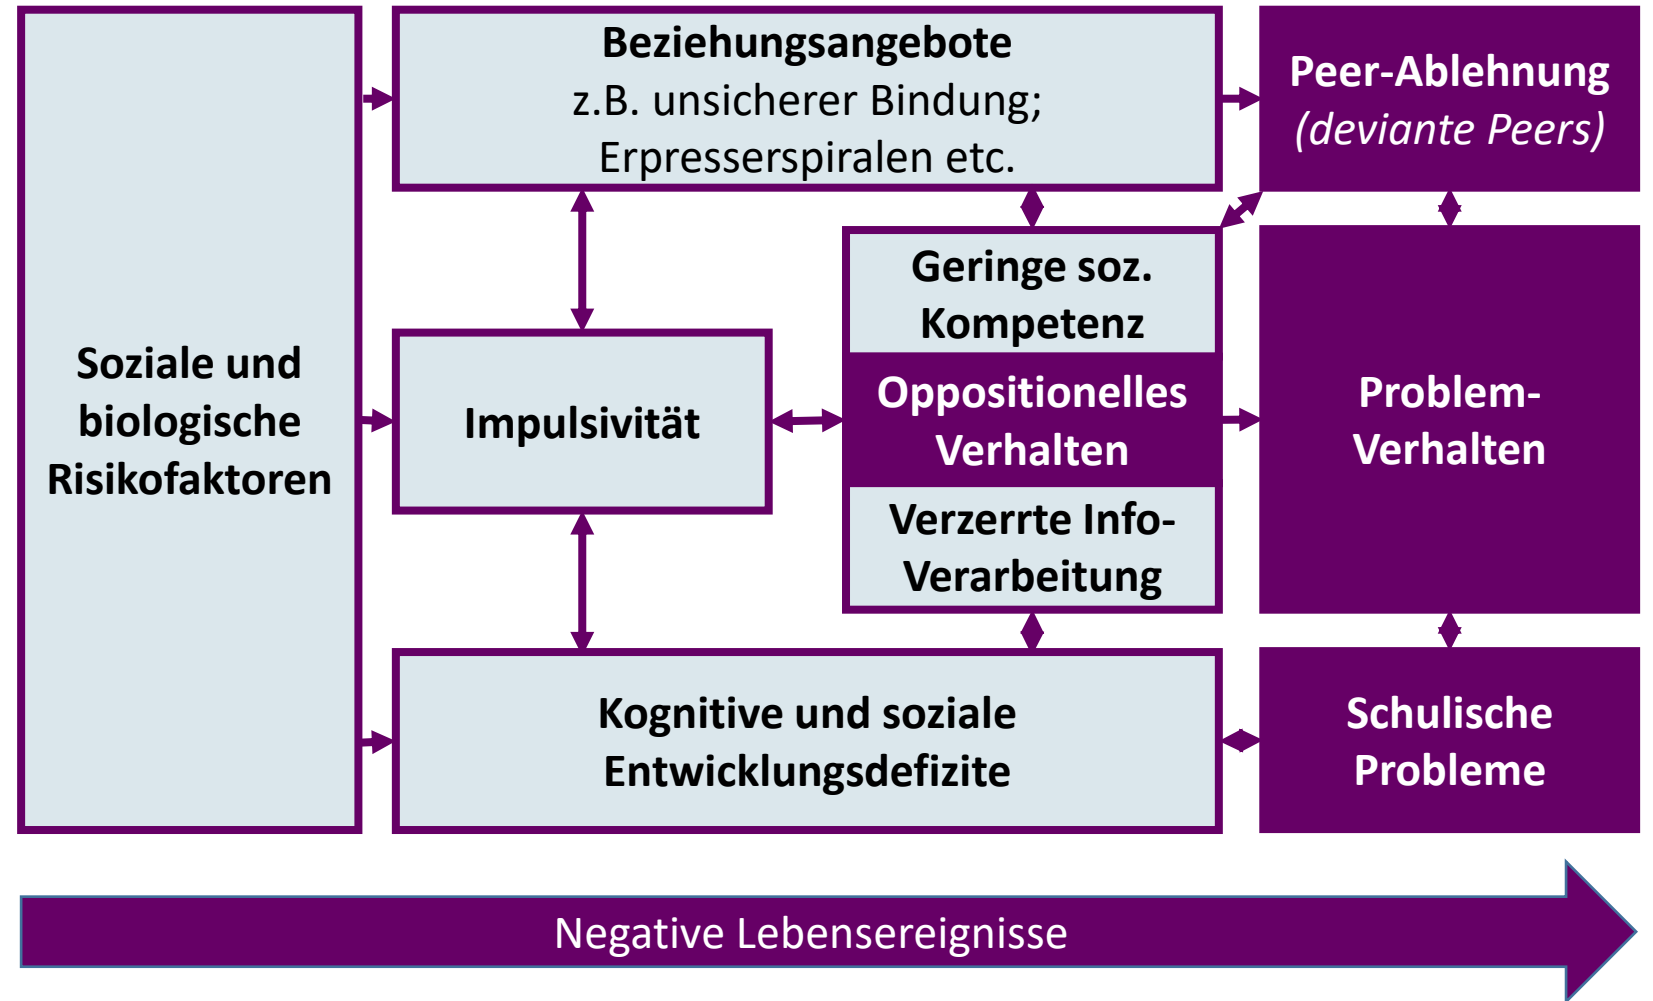 Soziale und
biologische
Risikofaktoren
Beziehungsangebote
z.B. unsicherer Bindung;
Erpresserspiralen etc.
Impulsivität
Geringe soz.
Kompetenz
Oppositionelles
Verhalten
Verzerrte Info-
Verarbeitung
Kognitive und soziale
Entwicklungsdefizite
Peer-Ablehnung
(deviante Peers)
Problem-
Verhalten
Schulische
Probleme
Negative Lebensereignisse